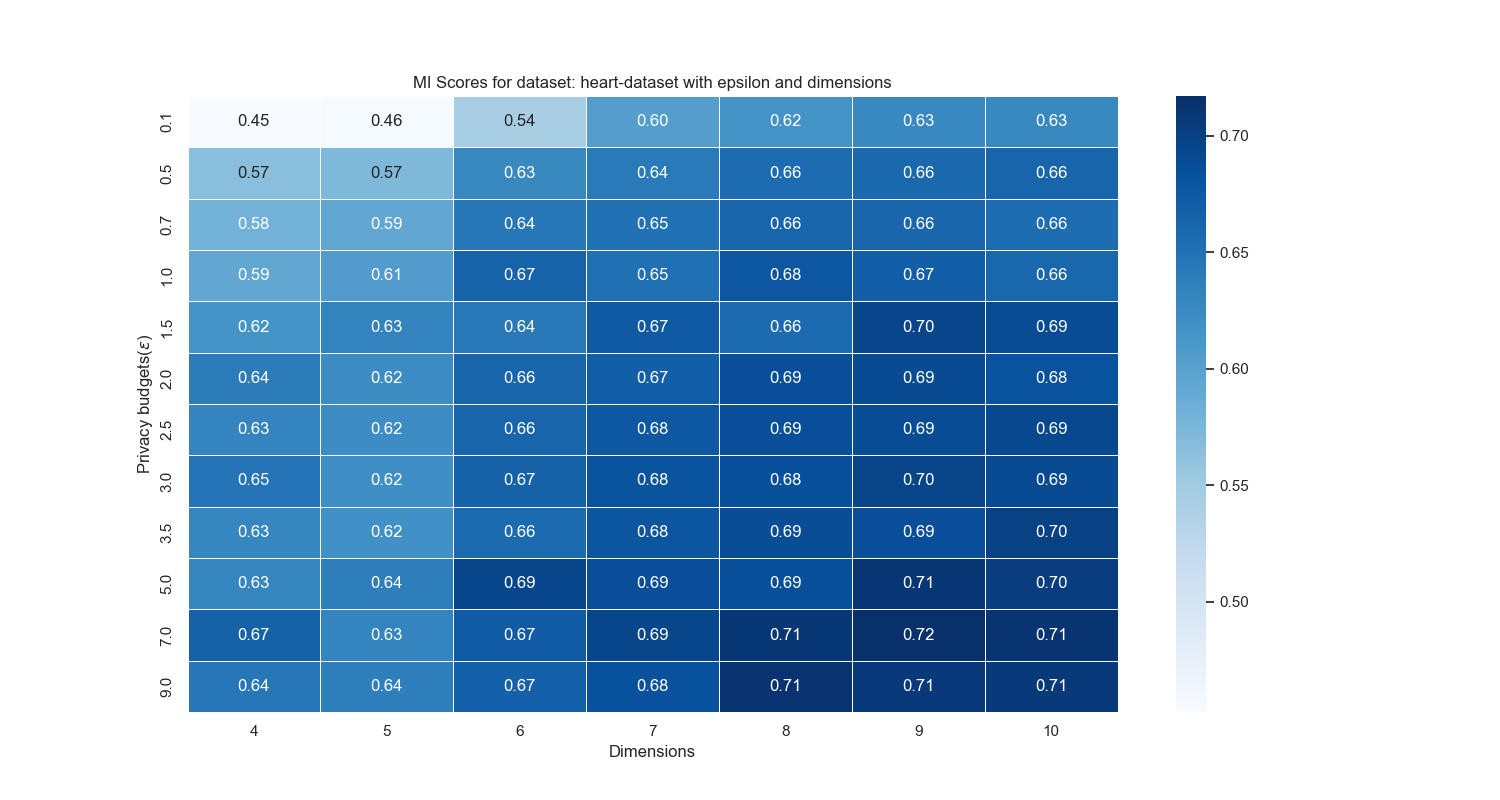 MI Scores for dataset: heart-dataset with epsilon and dimensions
Privacy budgets(ε)
0.1 0.45 0.46 0.54 0.60 0.62 0.63 0.63
0.5 0.57 0.57 0.63 0.64 0.66 0.66 0.66
0.7 0.58 0.59 0.64 0.65 0.66 0.66 0.66
1.0 0.59 0.61 0.67 0.65 0.68 0.67 0.66
1.5 0.62 0.63 0.64 0.67 0.66 0.70 0.69
2.0 0.64 0.62 0.66 0.67 0.69 0.69 0.68
2.5 0.63 0.62 0.66 0.68 0.69 0.69 0.69
3.0 0.65 0.62 0.67 0.68 0.68 0.70 0.69
3.5 0.63 0.62 0.66 0.68 0.69 0.69 0.70
5.0 0.63 0.64 0.69 0.69 0.69 0.71 0.70
7.0 0.67 0.63 0.67 0.69 0.71 0.72 0.71
9.0 0.64 0.64 0.67 0.68 0.71 0.71 0.71
4 5 6 7 8 9 10
Dimensions
0.70
0.65
0.60
0.55
0.50